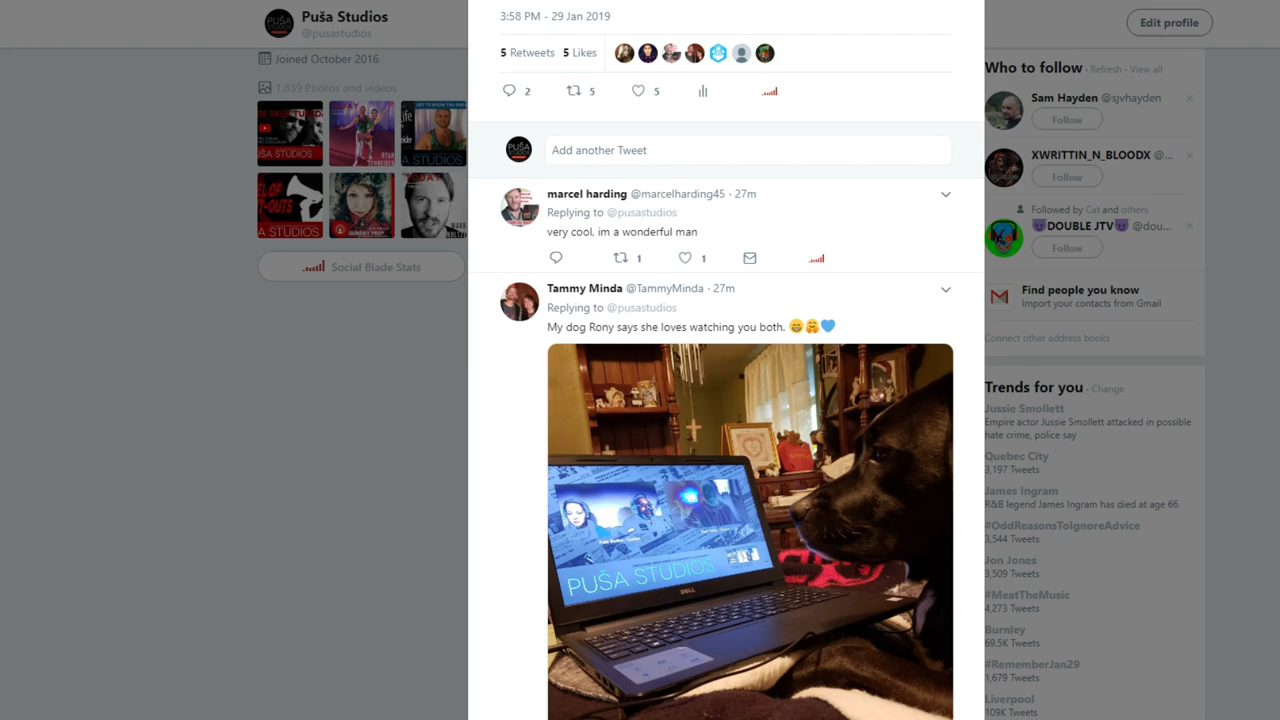 Puša Studios
@pusastudios
Edit profile
Joined October 2016
1,839 Photos and videos
Social Blade Stats
3:58 PM - 29 Jan 2019
5 Retweets 5 Likes
2 5 5
Add another Tweet
marcel harding @marcelharding45 · 27m
Replying to @pusastudios
very cool, im a wonderful man
1 1
Tammy Minda @TammyMinda · 27m
Replying to @pusastudios
My dog Rony says she loves watching you both. 😁🤗💙
PUŠA STUDIOS
DELL
Who to follow · Refresh · View all
Sam Hayden @sjvhayden
Follow
XWRITTIN_N_BLOODX @...
Follow
Followed by Cat and others
😈DOUBLE JTV😈 @dou...
Follow
Find people you know
Import your contacts from Gmail
Connect other address books
Trends for you · Change
Jussie Smollett
Empire actor Jussie Smollett attacked in possible
hate crime, police say
Quebec City
3,197 Tweets
James Ingram
R&B legend James Ingram has died at age 66
#OddReasonsToIgnoreAdvice
3,544 Tweets
Jon Jones
3,509 Tweets
#MeatTheMusic
4,273 Tweets
Burnley
69.5K Tweets
#RememberJan29
1,679 Tweets
Liverpool
109K Tweets